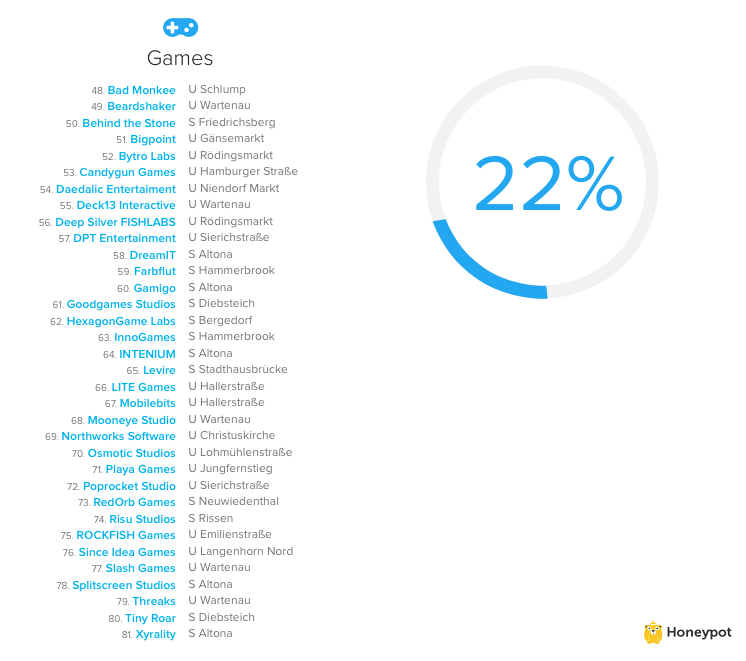 Games
48. Bad Monkee U Schlump
49. Beardshaker U Wartenau
50. Behind the Stone S Friedrichsberg
51. Bigpoint U Gänsemarkt
52. Bytro Labs U Rödingsmarkt
53. Candygun Games U Hamburger Straße
54. Daedalic Entertaiment U Niendorf Markt
55. Deck13 Interactive U Wartenau
56. Deep Silver FISHLABS U Rödingsmarkt
57. DPT Entertainment U Sierichstraße
58. DreamIT S Altona
59. Farbflut S Hammerbrook
60. Gamigo S Altona
61. Goodgames Studios S Diebsteich
62. HexagonGame Labs S Bergedorf
63. InnoGames S Hammerbrook
64. INTENIUM S Altona
65. Levire S Stadthausbrücke
66. LITE Games U Hallerstraße
67. Mobilebits U Hallerstraße
68. Mooneye Studio U Wartenau
69. Northworks Software U Christuskirche
70. Osmotic Studios U Lohmühlenstraße
71. Playa Games U Jungfernstieg
72. Poprocket Studio U Sierichstraße
73. RedOrb Games S Neuwiedenthal
74. Risu Studios S Rissen
75. ROCKFISH Games U Emilienstraße
76. Since Idea Games U Langenhorn Nord
77. Slash Games U Wartenau
78. Splitscreen Studios S Altona
79. Threaks U Wartenau
80. Tiny Roar S Diebsteich
81. Xyrality S Altona
22%
Honeypot